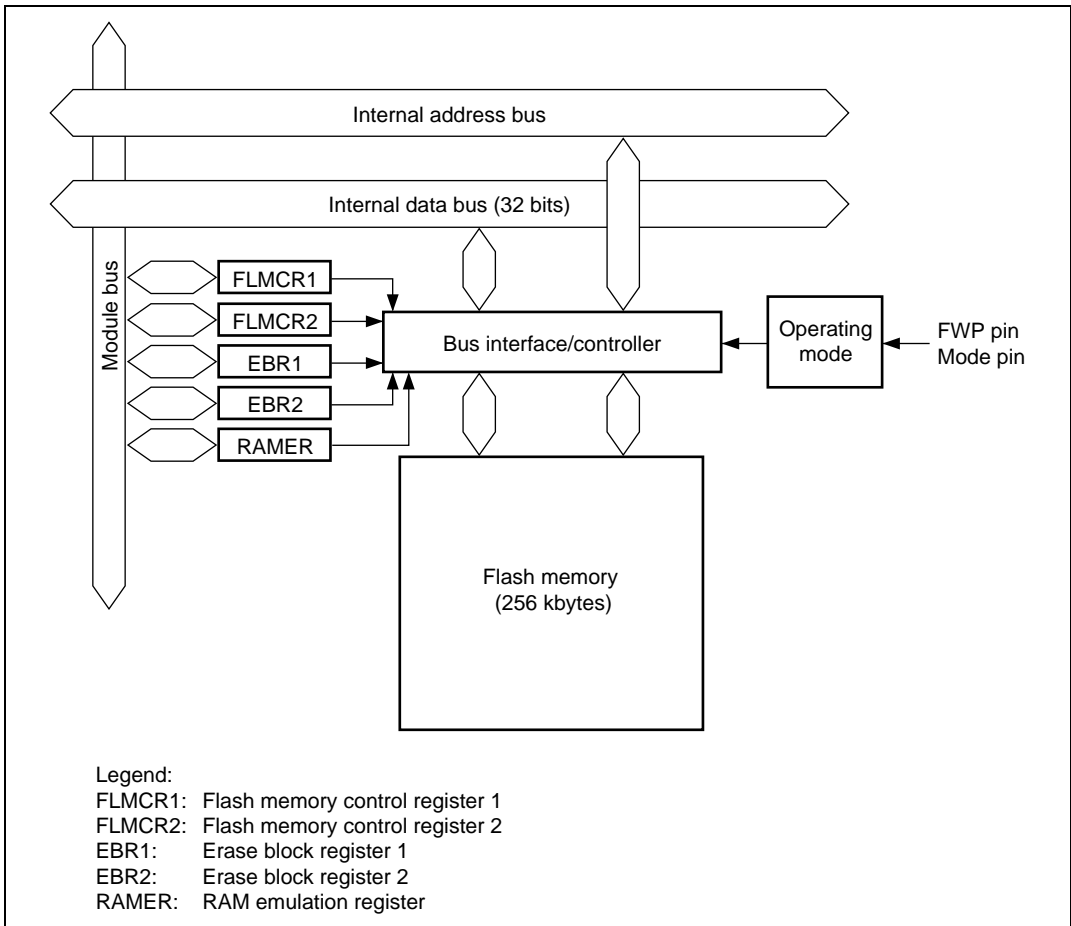 Internal address bus
Internal data bus (32 bits)
Module bus
FLMCR1
FLMCR2
EBR1
EBR2
RAMER
Bus interface/controller
Operating
mode
FWP pin
Mode pin
Flash memory
(256 kbytes)
Legend:
FLMCR1: Flash memory control register 1
FLMCR2: Flash memory control register 2
EBR1: Erase block register 1
EBR2: Erase block register 2
RAMER: RAM emulation register